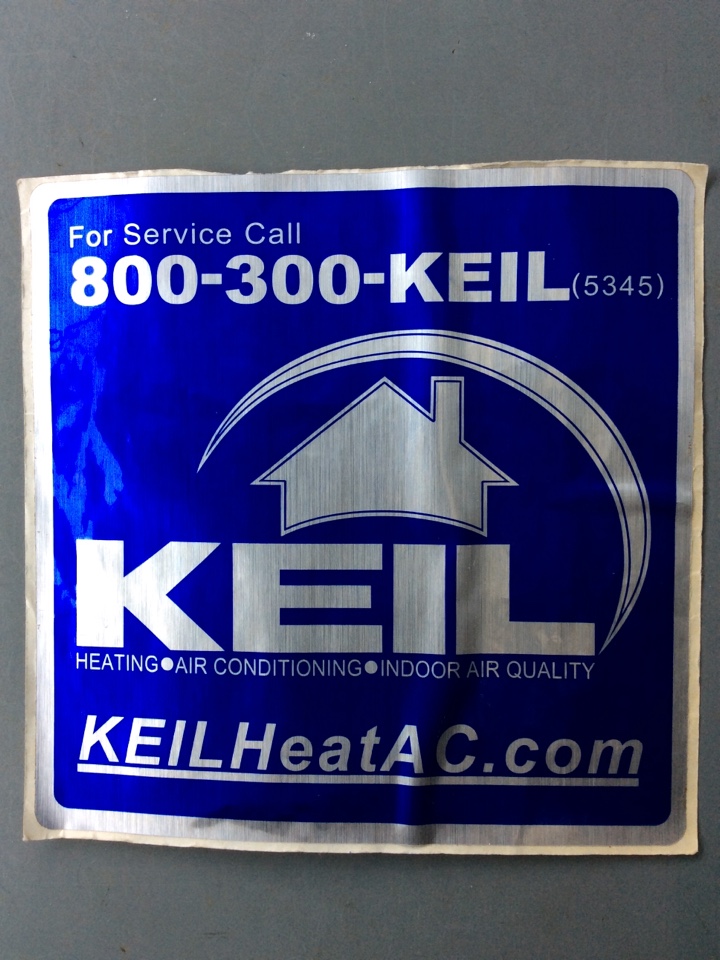 For Service Call
800-300-KEIL(5345)
KEIL
HEATING●AIR CONDITIONING●INDOOR AIR QUALITY
KEILHeatAC.com